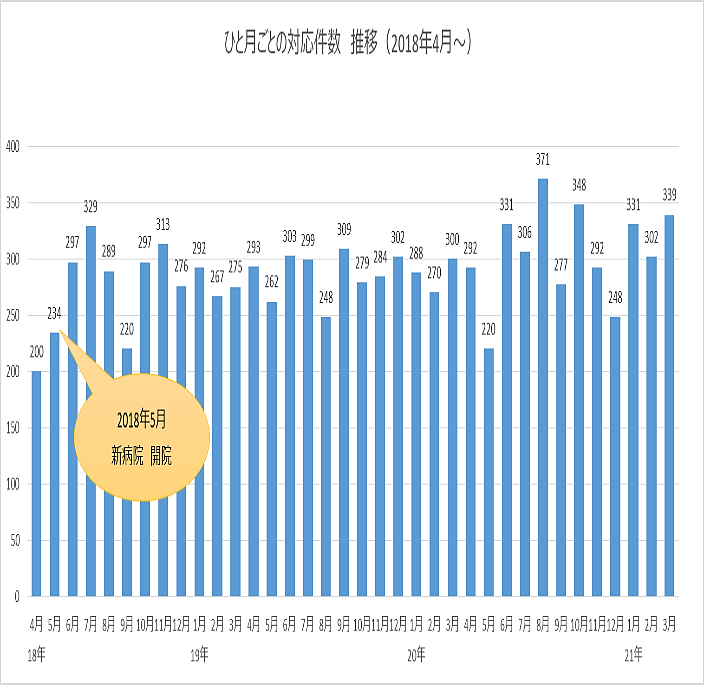 ひと月ごとの対応件数 推移（2018年4月～）
400
350
300
250
200
150
100
50
0
200 234 297 329 289 220 297 313 276 292 267 275 293 262 303 299 248 309 279 284 302 288 270 300 292 220 331 306 371 277 348 292 248 331 302 339
2018年5月
新病院 開院
4月 5月 6月 7月 8月 9月 10月 11月 12月 1月 2月 3月 4月 5月 6月 7月 8月 9月 10月 11月 12月 1月 2月 3月 4月 5月 6月 7月 8月 9月 10月 11月 12月 1月 2月 3月
18年 19年 20年 21年